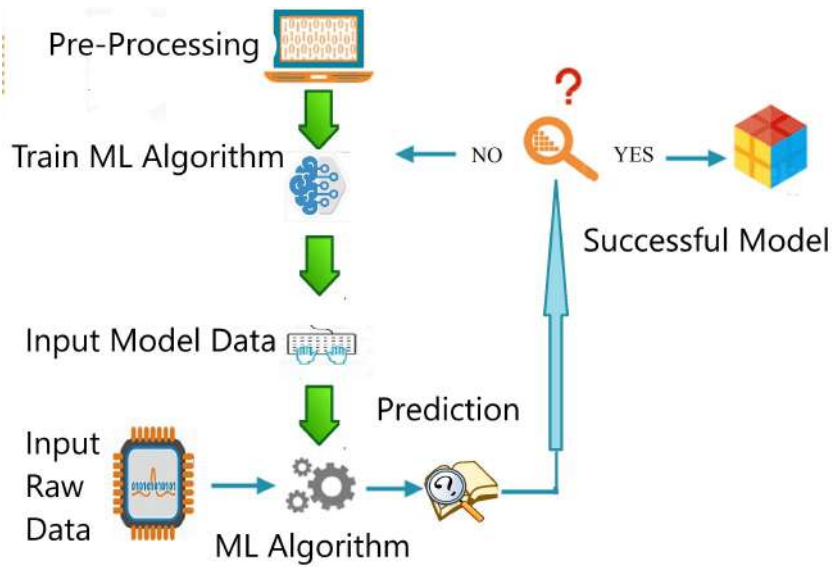 Pre-Processing
?
Train ML Algorithm
NO
YES
Successful Model
Input Model Data
Prediction
Input
Raw
Data
ML Algorithm